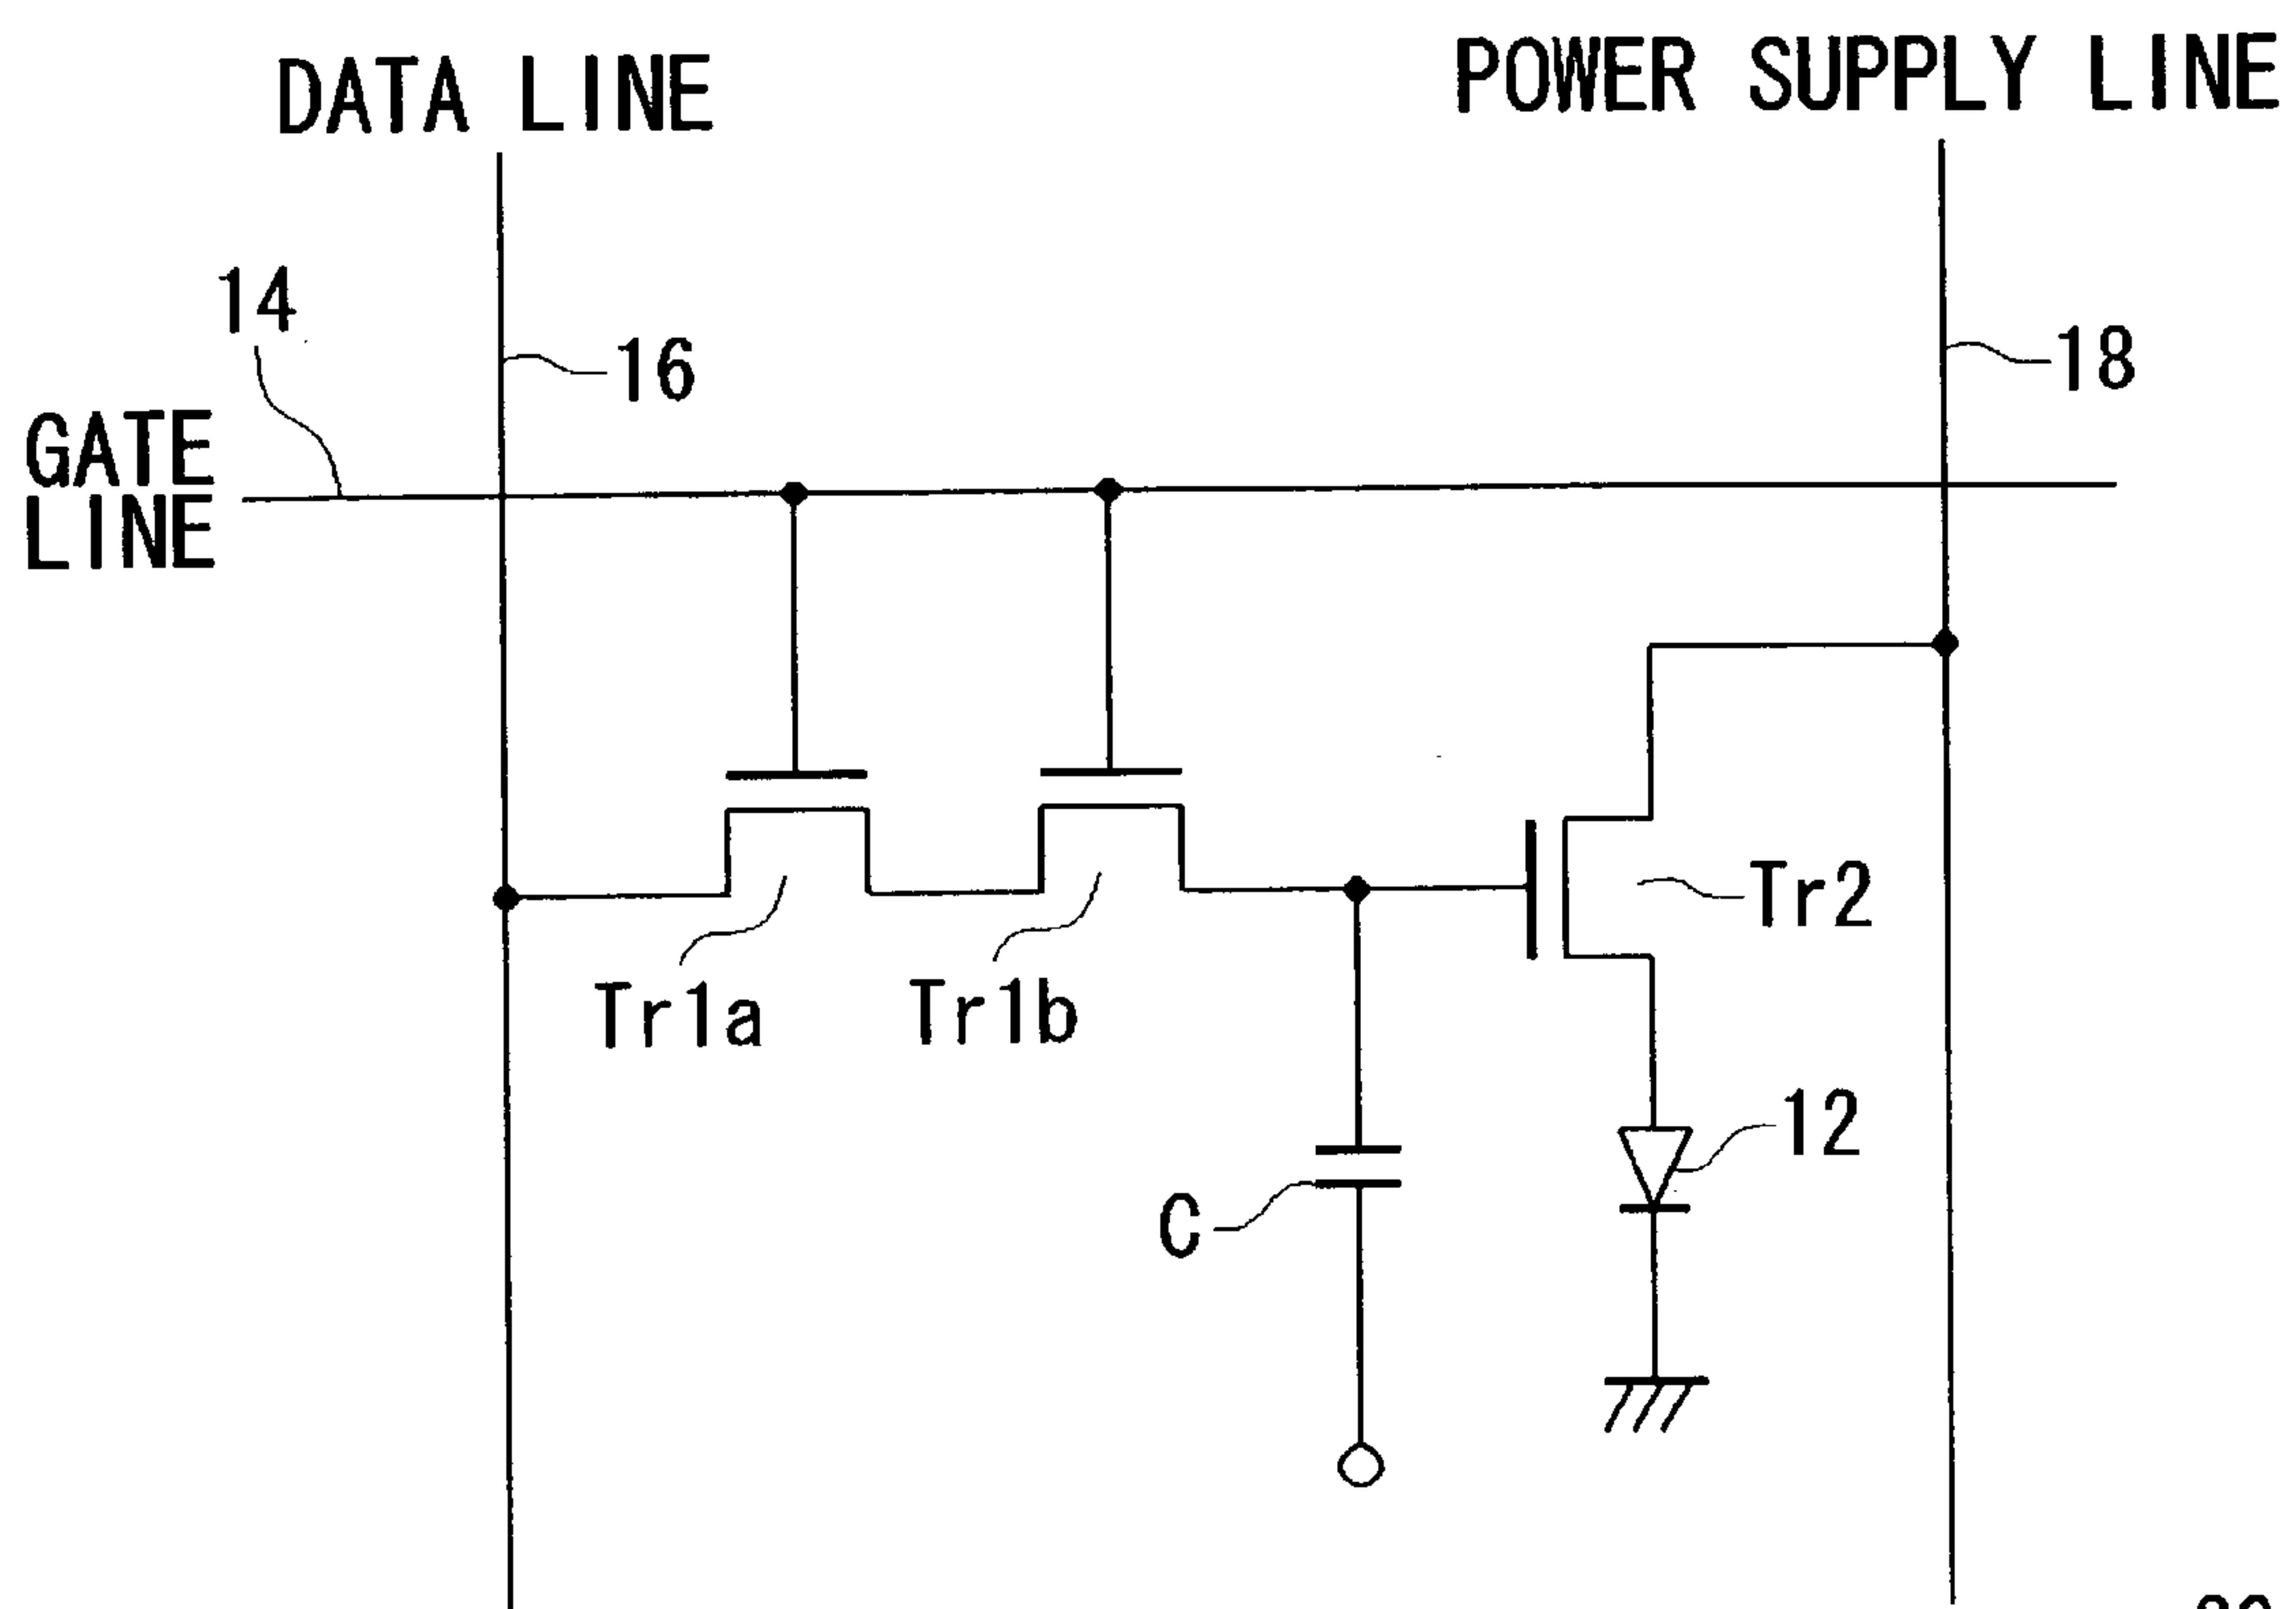 DATA LINE
POWER SUPPLY LINE
14
16
18
GATE
LINE
Tr2
Tr1a
Tr1b
12
C